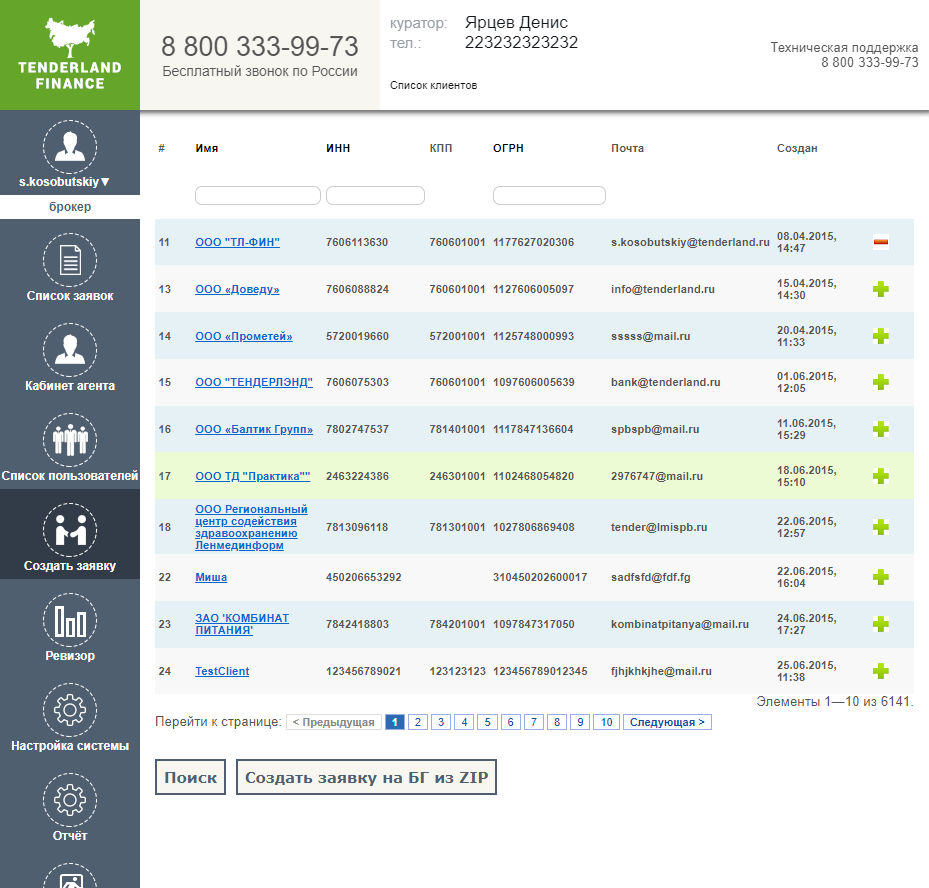 TENDERLAND
FINANCE
8 800 333-99-73
Бесплатный звонок по России
куратор: Ярцев Денис
тел.: 223232323232
Список клиентов
Техническая поддержка
8 800 333-99-73
s.kosobutskiy▼
брокер
Список заявок
Кабинет агента
Список пользователей
Создать заявку
Ревизор
Настройка системы
Отчёт
# Имя ИНН КПП ОГРН Почта Создан
11 ООО "ТЛ-ФИН" 7606113630 760601001 1177627020306 s.kosobutskiy@tenderland.ru 08.04.2015,
14:47
13 ООО «Доведу» 7606088824 760601001 1127606005097 info@tenderland.ru 15.04.2015,
14:30
14 ООО «Прометей» 5720019660 572001001 1125748000993 sssss@mail.ru 20.04.2015,
11:33
15 ООО "ТЕНДЕРЛЭНД" 7606075303 760601001 1097606005639 bank@tenderland.ru 01.06.2015,
12:05
16 ООО «Балтик Групп» 7802747537 781401001 1117847136604 spbspb@mail.ru 11.06.2015,
15:29
17 ООО ТД "Практика"" 2463224386 246301001 1102468054820 2976747@mail.ru 18.06.2015,
15:10
18 ООО Региональный
центр содействия
здравоохранению
Ленмединформ 7813096118 781301001 1027806869408 tender@lmispb.ru 22.06.2015,
12:57
22 Миша 450206653292 310450202600017 sadfsfd@fdf.fg 22.06.2015,
16:04
23 ЗАО 'КОМБИНАТ
ПИТАНИЯ' 7842418803 784201001 1097847317050 kombinatpitanya@mail.ru 24.06.2015,
17:27
24 TestClient 123456789021 123123123 123456789012345 fjhjkhkjhe@mail.ru 25.06.2015,
11:38
Элементы 1—10 из 6141.
Перейти к странице: < Предыдущая 1 2 3 4 5 6 7 8 9 10 Следующая >
Поиск Создать заявку на БГ из ZIP